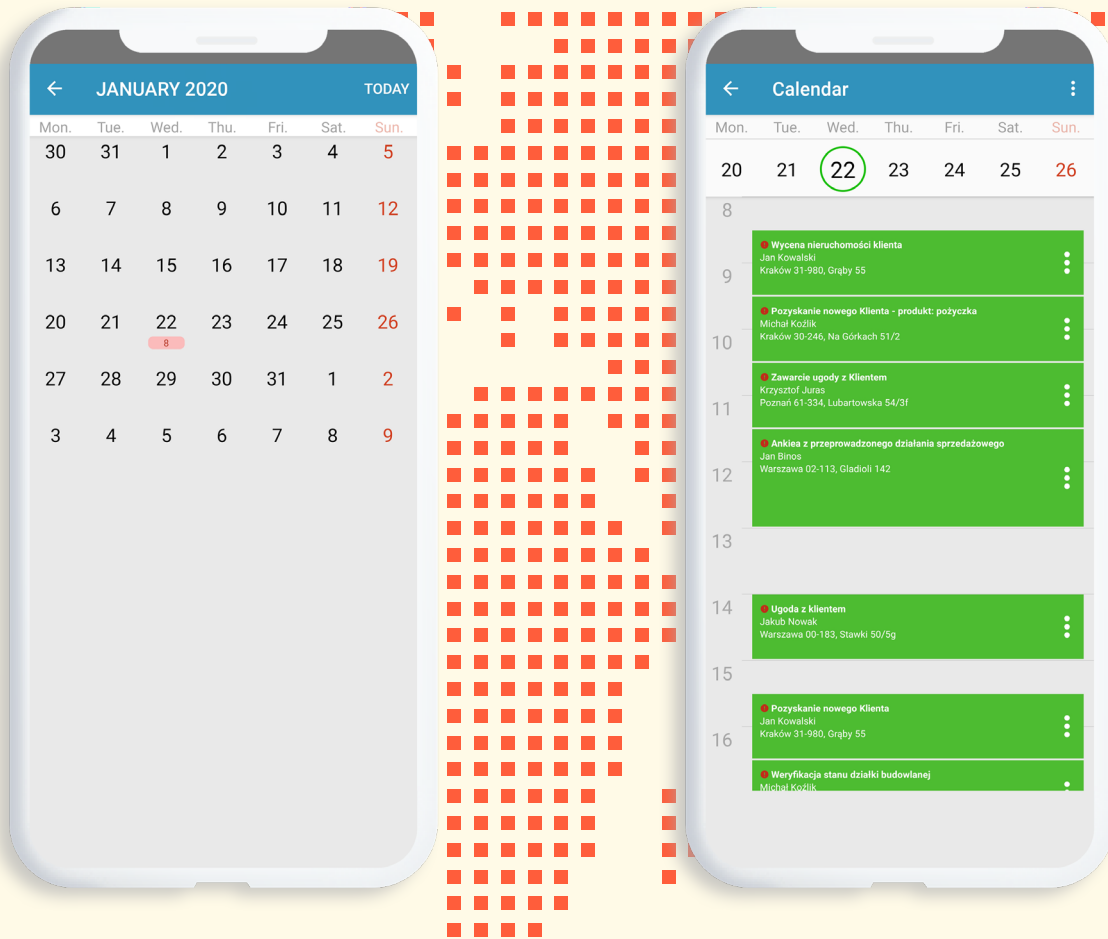 JANUARY 2020 TODAY
Mon. Tue. Wed. Thu. Fri. Sat. Sun.
30 31 1 2 3 4 5
6 7 8 9 10 11 12
13 14 15 16 17 18 19
20 21 22 23 24 25 26
8
27 28 29 30 31 1 2
3 4 5 6 7 8 9
Calendar
Mon. Tue. Wed. Thu. Fri. Sat. Sun.
20 21 22 23 24 25 26
8
Wycena nieruchomości klienta
Jan Kowalski
Kraków 31-980, Grąby 55
9
Pozyskanie nowego Klienta - produkt: pożyczka
Michał Koźlik
Kraków 30-246, Na Górkach 51/2
10
Zawarcie ugody z Klientem
Krzysztof Juras
Poznań 61-334, Lubartowska 54/3f
11
Ankiea z przeprowadzonego działania sprzedażowego
Jan Binos
Warszawa 02-113, Gladioli 142
12
13
14
Ugoda z klientem
Jakub Nowak
Warszawa 00-183, Stawki 50/5g
15
Pozyskanie nowego Klienta
Jan Kowalski
Kraków 31-980, Grąby 55
16
Weryfikacja stanu działki budowlanej
Michał Koźlik